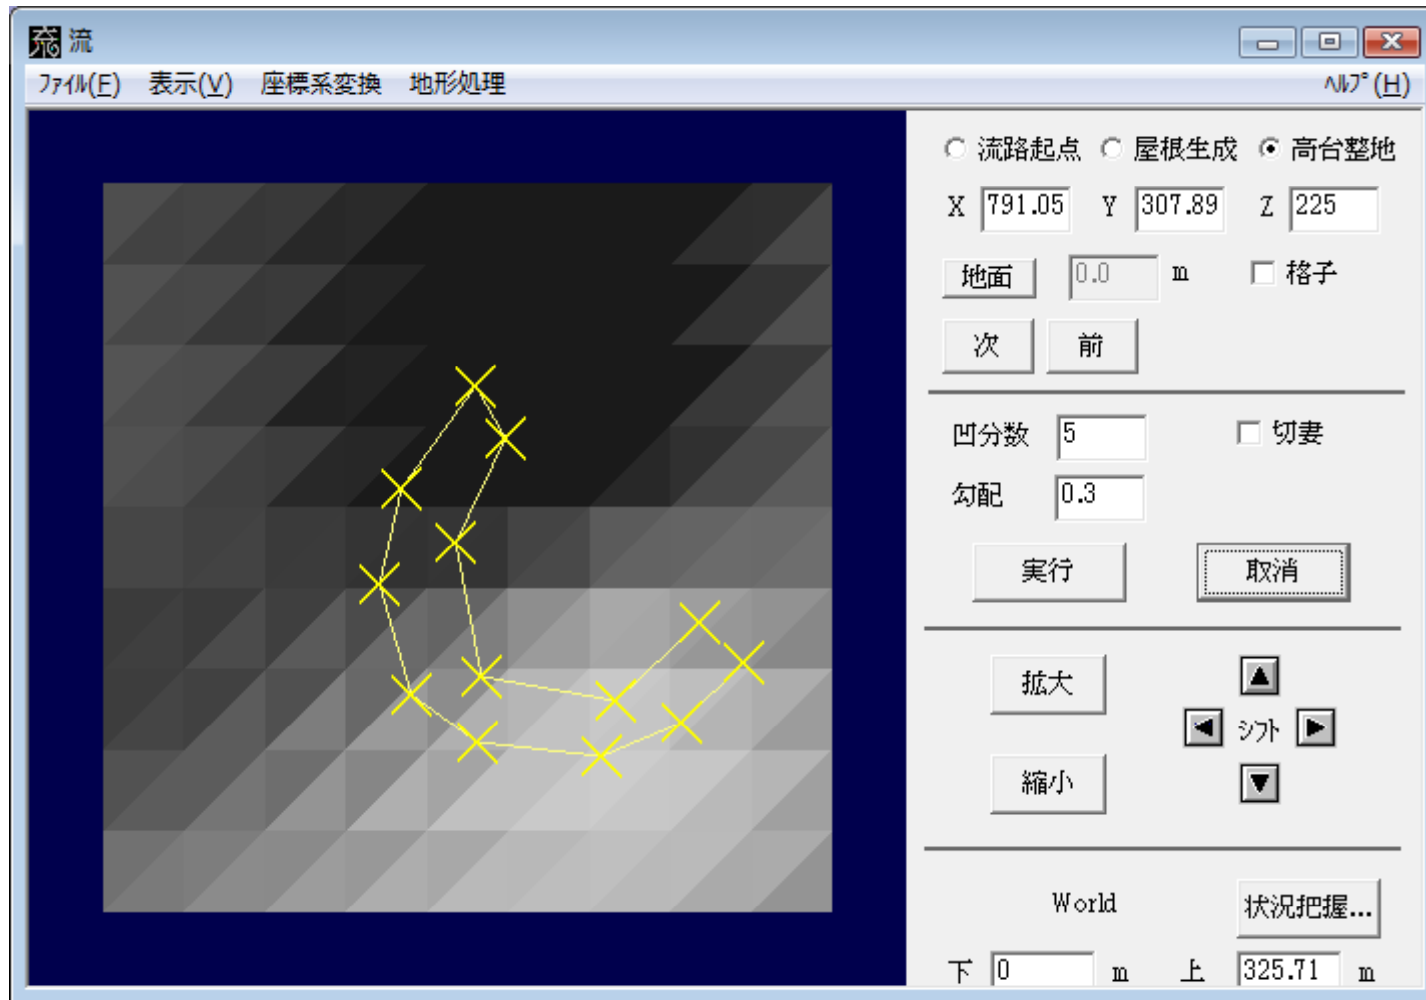 流
ﾌｧｲﾙ(F) 表示(V) 座標系変換 地形処理 ﾍﾙﾌﾟ(H)
流路起点 屋根生成 高台整地
X 791.05 Y 307.89 Z 225
地面 0.0 m 格子
次 前
凹分数 5 切妻
勾配 0.3
実行 取消
拡大
ｼﾌﾄ
縮小
World 状況把握...
下 0 m 上 325.71 m